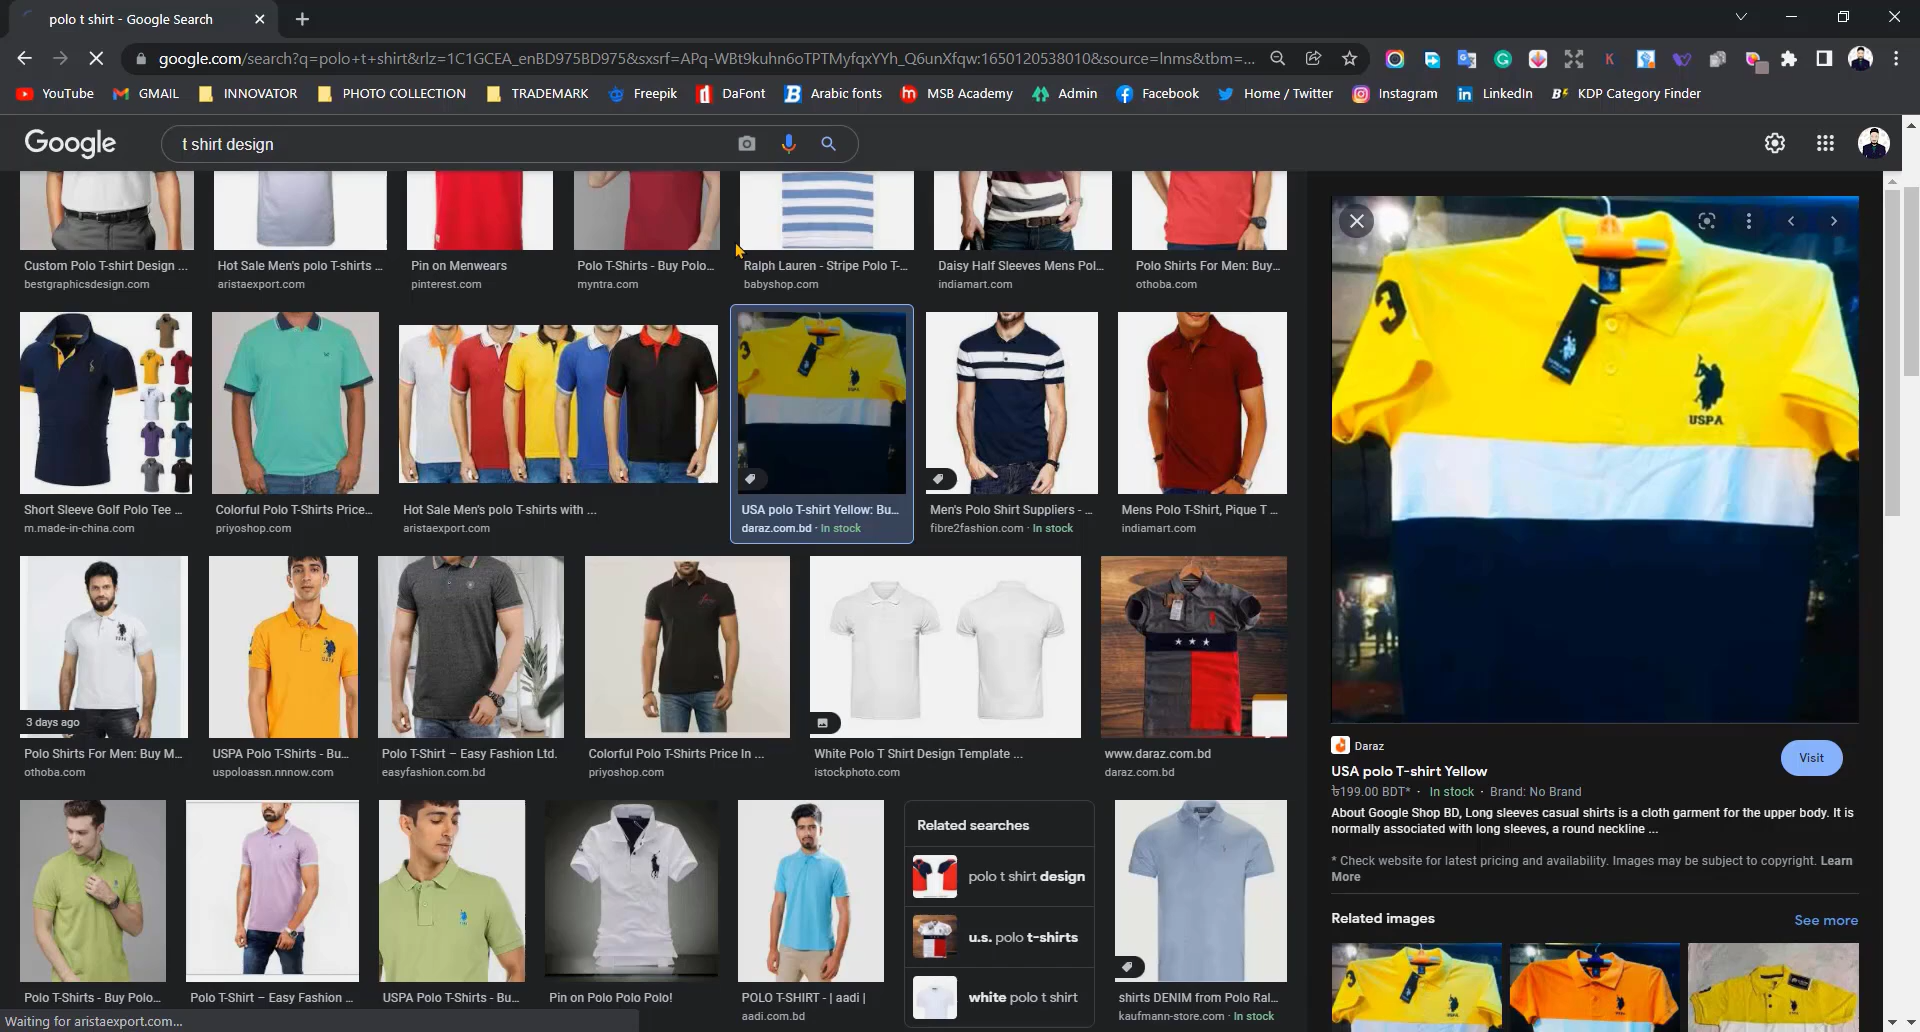 polo t shirt - Google Search
google.com/search?q=polo+t+shirt&rlz=1C1GCEA_enBD975BD975&sxsrf=APq-WBt9kuhn6oTPTMyfqxYYh_Q6unXfqw:1650120538010&source=lnms&tbm=...
YouTube GMAIL INNOVATOR PHOTO COLLECTION TRADEMARK Freepik DaFont Arabic fonts MSB Academy Admin Facebook Home / Twitter Instagram LinkedIn KDP Category Finder
Google
t shirt design
Custom Polo T-shirt Design ... Hot Sale Men's polo T-shirts ... Pin on Menwears Polo T-Shirts - Buy Polo... Ralph Lauren - Stripe Polo T-... Daisy Half Sleeves Mens Pol... Polo Shirts For Men: Buy...
bestgraphicsdesign.com aristaexport.com pinterest.com myntra.com babyshop.com indiamart.com othoba.com
Short Sleeve Golf Polo Tee ... Colorful Polo T-Shirts Price... Hot Sale Men's polo T-shirts with ... USA polo T-shirt Yellow: Bu... Men's Polo Shirt Suppliers - ... Mens Polo T-Shirt, Pique T ...
m.made-in-china.com priyoshop.com aristaexport.com daraz.com.bd · In stock fibre2fashion.com · In stock indiamart.com
3 days ago
Polo Shirts For Men: Buy M... USPA Polo T-Shirts - Bu... Polo T-Shirt – Easy Fashion Ltd. Colorful Polo T-Shirts Price In ... White Polo T Shirt Design Template ... www.daraz.com.bd
othoba.com uspoloassn.nnnow.com easyfashion.com.bd priyoshop.com istockphoto.com daraz.com.bd
Related searches
polo t shirt design
u.s. polo t-shirts
white polo t shirt
Polo T-Shirts - Buy Polo... Polo T-Shirt – Easy Fashion ... USPA Polo T-Shirts - Bu... Pin on Polo Polo Polo! POLO T-SHIRT - | aadi | shirts DENIM from Polo Ral...
aadi.com.bd kaufmann-store.com · In stock
Waiting for aristaexport.com...
3
USPA
Daraz
Visit
USA polo T-shirt Yellow
৳199.00 BDT* · In stock · Brand: No Brand
About Google Shop BD, Long sleeves casual shirts is a cloth garment for the upper body. It is
normally associated with long sleeves, a round neckline ...
* Check website for latest pricing and availability. Images may be subject to copyright. Learn
More
Related images See more